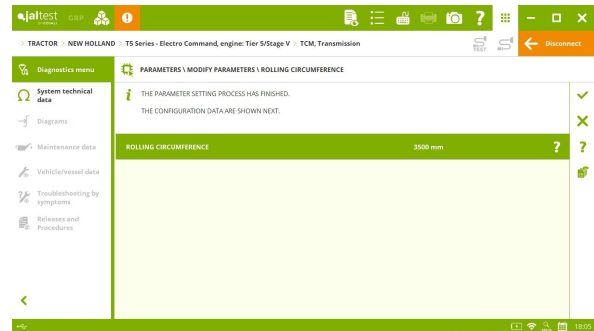 jaltest
GRP
> TRACTOR > NEW HOLLAND > T5 Series - Electro Command, engine: Tier 5/Stage V > TCM, Transmission
TEST
Disconnect
Diagnostics menu
PARAMETERS \ MODIFY PARAMETERS \ ROLLING CIRCUMFERENCE
System technical
data
Diagrams
Maintenance data
Vehicle/vessel data
Troubleshooting by
symptoms
Releases and
Procedures
THE PARAMETER SETTING PROCESS HAS FINISHED.
THE CONFIGURATION DATA ARE SHOWN NEXT.
ROLLING CIRCUMFERENCE 3500 mm ?
18:05